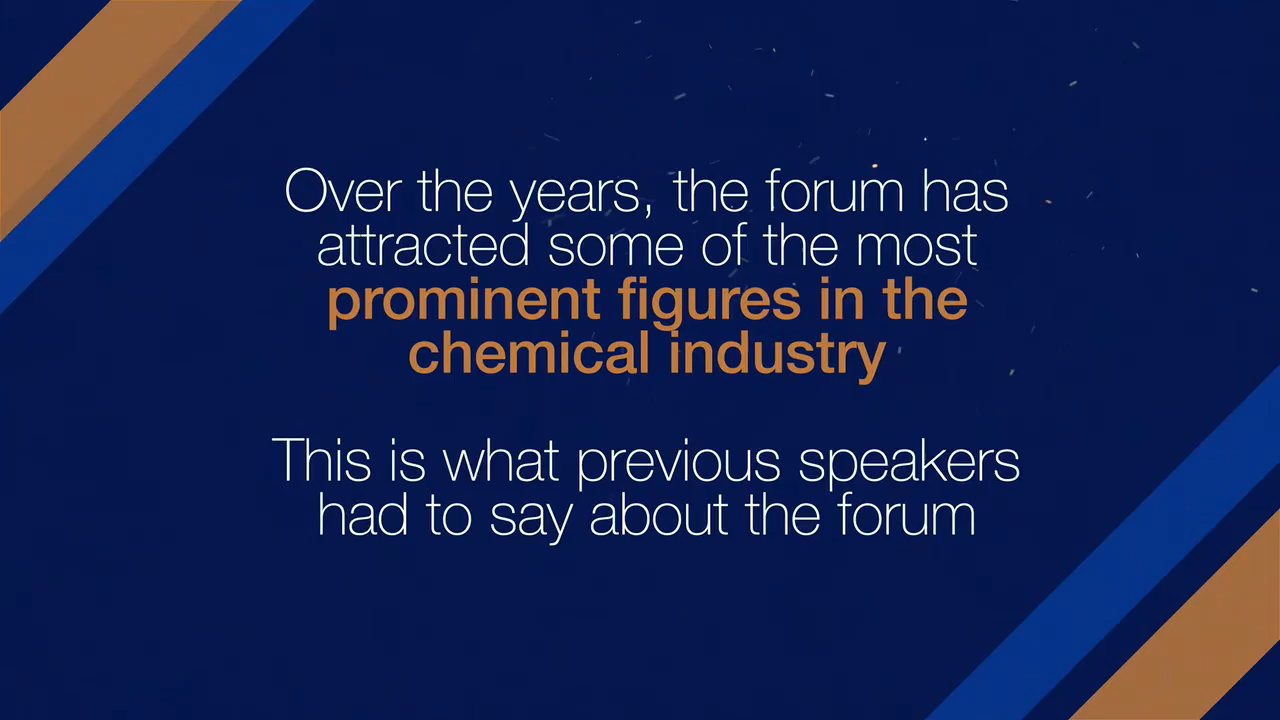 Over the years, the forum has
attracted some of the most
prominent figures in the
chemical industry
This is what previous speakers
had to say about the forum